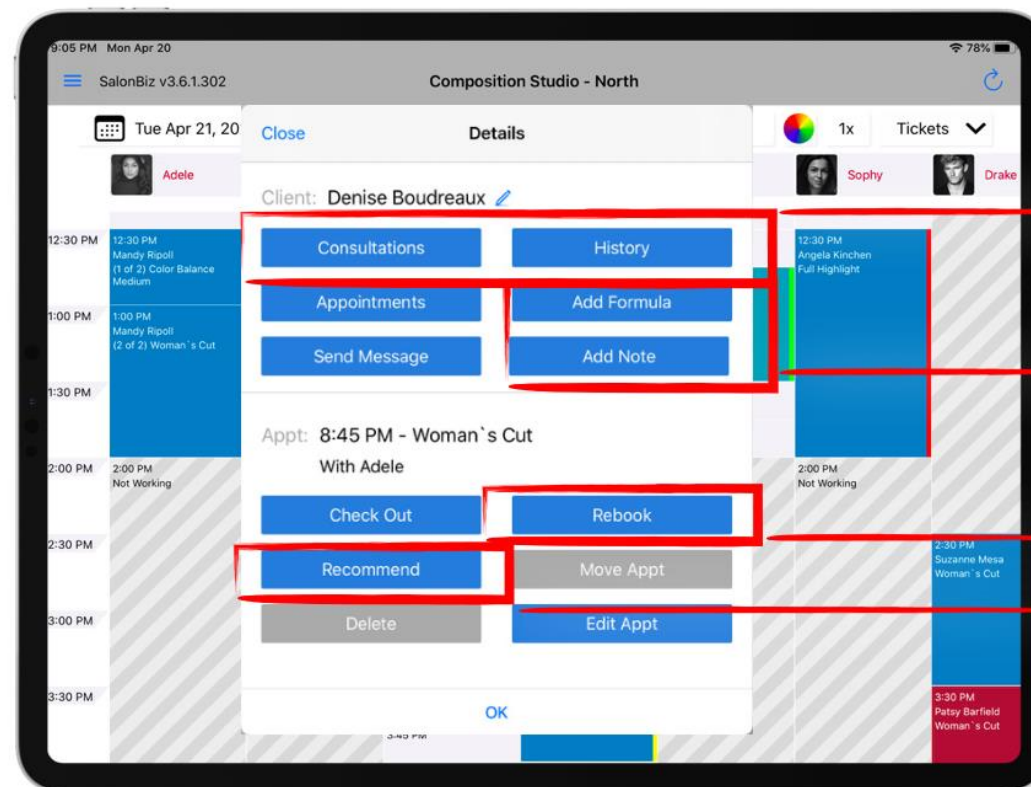 9:05 PM Mon Apr 20
78%
SalonBiz v3.6.1.302
Composition Studio - North
Tue Apr 21, 20
1x
Tickets
Adele
Sophy
Drake
Close
Details
Client: Denise Boudreaux
Consultations
History
Appointments
Add Formula
Send Message
Add Note
Appt: 8:45 PM - Woman`s Cut
With Adele
Check Out
Rebook
Recommend
Move Appt
Delete
Edit Appt
OK
12:30 PM
1:00 PM
1:30 PM
2:00 PM
2:30 PM
3:00 PM
3:30 PM
12:30 PM
Mandy Ripoll
(1 of 2) Color Balance
Medium
1:00 PM
Mandy Ripoll
(2 of 2) Woman`s Cut
2:00 PM
Not Working
3:45 PM
12:30 PM
Angela Kinchen
Full Highlight
2:00 PM
Not Working
2:30 PM
Suzanne Mesa
Woman`s Cut
3:30 PM
Patsy Barfield
Woman`s Cut